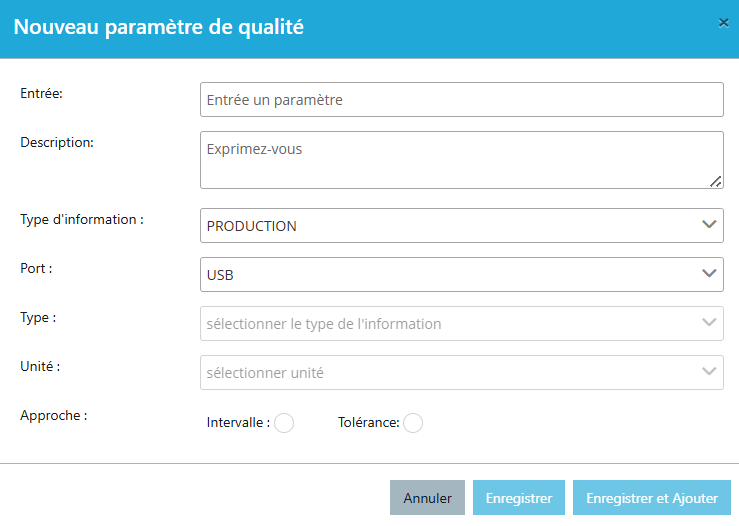 Nouveau paramètre de qualité ×
Entrée: Entrée un paramètre
Description: Exprimez-vous
Type d'information : PRODUCTION
Port : USB
Type : sélectionner le type de l'information
Unité : sélectionner unité
Approche : Intervalle : Tolérance:
Annuler Enregistrer Enregistrer et Ajouter